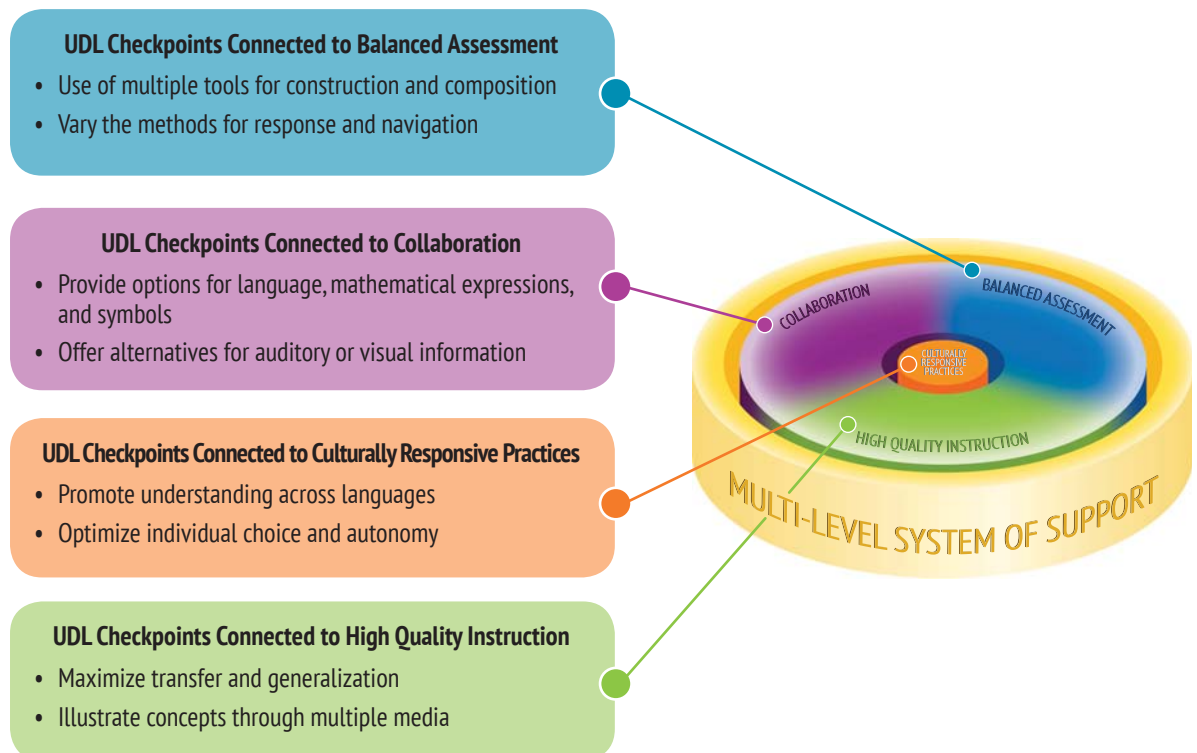 UDL Checkpoints Connected to Balanced Assessment
• Use of multiple tools for construction and composition
• Vary the methods for response and navigation
UDL Checkpoints Connected to Collaboration
• Provide options for language, mathematical expressions,
and symbols
• Offer alternatives for auditory or visual information
UDL Checkpoints Connected to Culturally Responsive Practices
• Promote understanding across languages
• Optimize individual choice and autonomy
UDL Checkpoints Connected to High Quality Instruction
• Maximize transfer and generalization
• Illustrate concepts through multiple media
COLLABORATION
BALANCED ASSESSMENT
CULTURALLY
RESPONSIVE
PRACTICES
HIGH QUALITY INSTRUCTION
MULTI-LEVEL SYSTEM OF SUPPORT